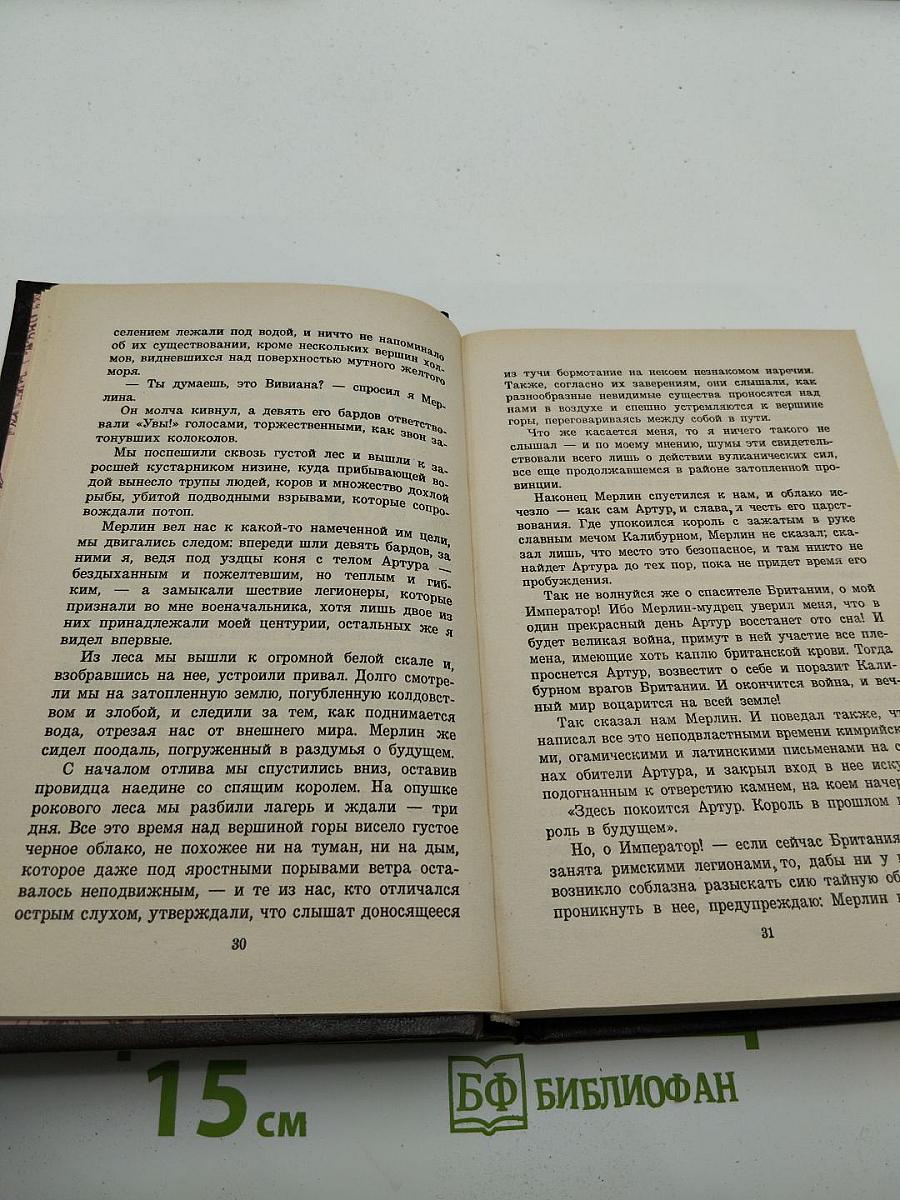 селением лежали под водой, и ничто не напоминало
об их существовании, кроме нескольких вершин хол-
мов, видневшихся над поверхностью мутного желтого
моря.
— Ты думаешь, это Вивиана? — спросил я Мер-
лина.
Он молча кивнул, а девять его бардов ответство-
вали «Увы!» голосами, торжественными, как звон за-
тонувших колоколов.
Мы поспешили сквозь густой лес и вышли к за-
росшей кустарником низине, куда прибывающей во-
дой вынесло трупы людей, коров и множество дохлой
рыбы, убитой подводными взрывами, которые сопро-
вождали потоп.
Мерлин вел нас к какой-то намеченной им цели,
мы двигались следом: впереди шли девять бардов, за
ними я, ведя под уздцы коня с телом Артура —
бездыханным и пожелтевшим, но теплым и гиб-
ким, — а замыкали шествие легионеры, которые
признали во мне военачальника, хотя лишь двое из
них принадлежали моей центурии, остальных же я
видел впервые.
Из леса мы вышли к огромной белой скале и,
взобравшись на нее, устроили привал. Долго смотре-
ли мы на затопленную землю, погубленную колдовст-
вом и злобой, и следили за тем, как поднимается
вода, отрезая нас от внешнего мира. Мерлин же
сидел поодаль, погруженный в раздумья о будущем.
С началом отлива мы спустились вниз, оставив
провидца наедине со спящим королем. На опушке
рокового леса мы разбили лагерь и ждали — три
дня. Все это время над вершиной горы висело густое
черное облако, не похожее ни на туман, ни на дым,
которое даже под яростными порывами ветра оста-
валось неподвижным, — и те из нас, кто отличался
острым слухом, утверждали, что слышат доносящееся
30
из тучи бормотание на некоем незнакомом наречии.
Также, согласно их заверениям, они слышали, как
разнообразные невидимые существа проносятся над
нами в воздухе и спешно устремляются к вершине
горы, переговариваясь между собой в пути.
Что же касается меня, то я ничего такого не
слышал — и по моему мнению, шумы эти свидетель-
ствовали всего лишь о действии вулканических сил,
все еще продолжавшемся в районе затопленной про-
винции.
Наконец Мерлин спустился к нам, и облако ис-
чезло — как сам Артур, и слава, и честь его царст-
вования. Где упокоился король с зажатым в руке
славным мечом Калибурном, Мерлин не сказал; ска-
зал лишь, что место это безопасное, и там никто не
найдет Артура до тех пор, пока не придет время его
пробуждения.
Так не волнуйся же о спасителе Британии, о мой
Император! Ибо Мерлин-мудрец уверил меня, что в
один прекрасный день Артур восстанет ото сна! И
будет великая война, примут в ней участие все пле-
мена, имеющие хоть каплю британской крови. Тогда
проснется Артур, возвестит о себе и поразит Кали-
бурном врагов Британии. И окончится война, и веч-
ный мир воцарится на всей земле!
Так сказал нам Мерлин. И поведал также, чт
написал все это неподвластными времени кимрийск
ми, огамическими и латинскими письменами на с
нах обители Артура, и закрыл вход в нее иску
подогнанным к отверстию камнем, на коем начер
«Здесь покоится Артур. Король в прошлом
роль в будущем».
Но, о Император! — если сейчас Британия
занята римскими легионами, то, дабы ни у
возникло соблазна разыскать сию тайную об
проникнуть в нее, предупреждаю: Мерлин
31
15 см
БФ БИБЛИОФАН